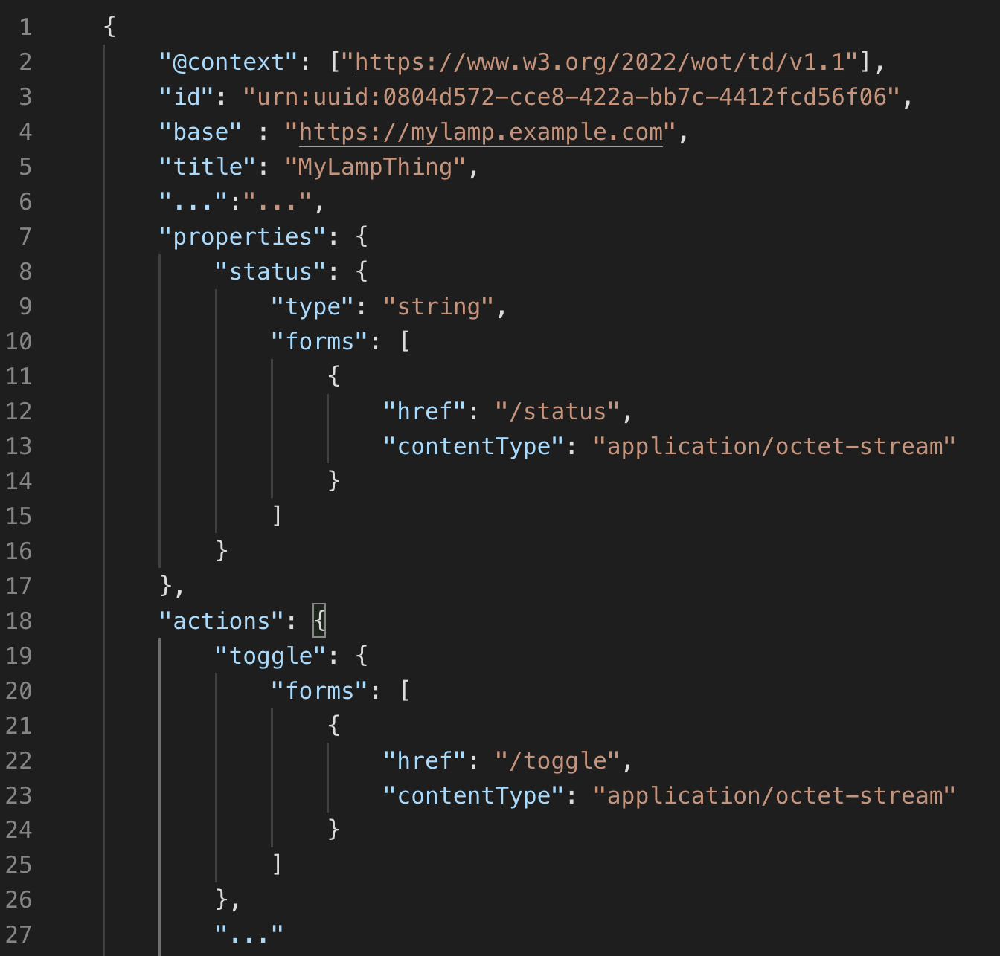 1 {
2 "@context": ["https://www.w3.org/2022/wot/td/v1.1"],
3 "id": "urn:uuid:0804d572-cce8-422a-bb7c-4412fcd56f06",
4 "base" : "https://mylamp.example.com",
5 "title": "MyLampThing",
6 "...":"...",
7 "properties": {
8 "status": {
9 "type": "string",
10 "forms": [
11 {
12 "href": "/status",
13 "contentType": "application/octet-stream"
14 }
15 ]
16 }
17 },
18 "actions": {
19 "toggle": {
20 "forms": [
21 {
22 "href": "/toggle",
23 "contentType": "application/octet-stream"
24 }
25 ]
26 },
27 "..."